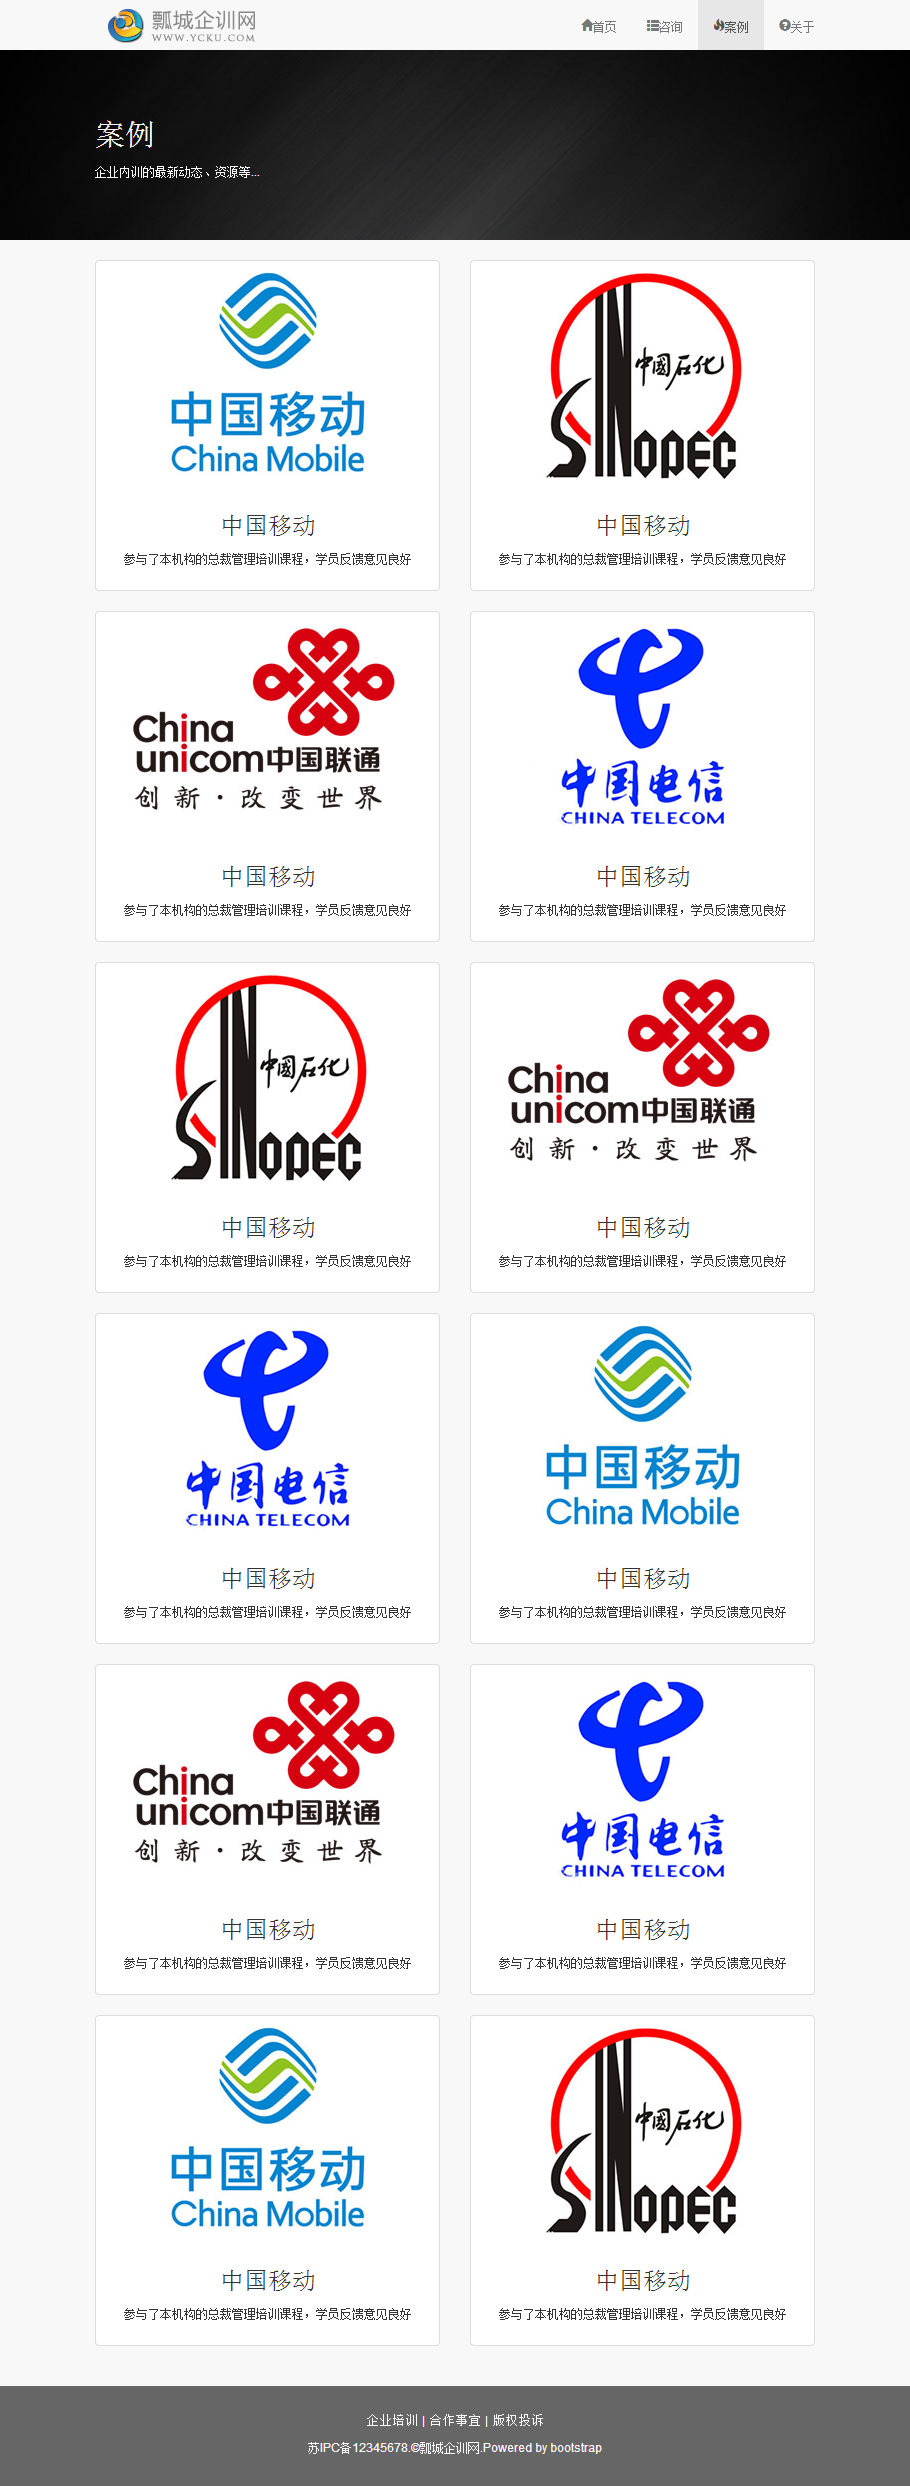 瓢城企训网
WWW.YCKU.COM
首页 咨询 案例 关于
案例
企业内训的最新动态、资源等...
中国移动
China Mobile
中国移动
参与了本机构的总裁管理培训课程，学员反馈意见良好
中國石化
SINOPEC
中国移动
参与了本机构的总裁管理培训课程，学员反馈意见良好
China
unicom中国联通
创新·改变世界
中国移动
参与了本机构的总裁管理培训课程，学员反馈意见良好
中国电信
CHINA TELECOM
中国移动
参与了本机构的总裁管理培训课程，学员反馈意见良好
中國石化
SINOPEC
中国移动
参与了本机构的总裁管理培训课程，学员反馈意见良好
China
unicom中国联通
创新·改变世界
中国移动
参与了本机构的总裁管理培训课程，学员反馈意见良好
中国电信
CHINA TELECOM
中国移动
参与了本机构的总裁管理培训课程，学员反馈意见良好
中国移动
China Mobile
中国移动
参与了本机构的总裁管理培训课程，学员反馈意见良好
China
unicom中国联通
创新·改变世界
中国移动
参与了本机构的总裁管理培训课程，学员反馈意见良好
中国电信
CHINA TELECOM
中国移动
参与了本机构的总裁管理培训课程，学员反馈意见良好
中国移动
China Mobile
中国移动
参与了本机构的总裁管理培训课程，学员反馈意见良好
中國石化
SINOPEC
中国移动
参与了本机构的总裁管理培训课程，学员反馈意见良好
企业培训 | 合作事宜 | 版权投诉
苏IPC备12345678.©瓢城企训网.Powered by bootstrap